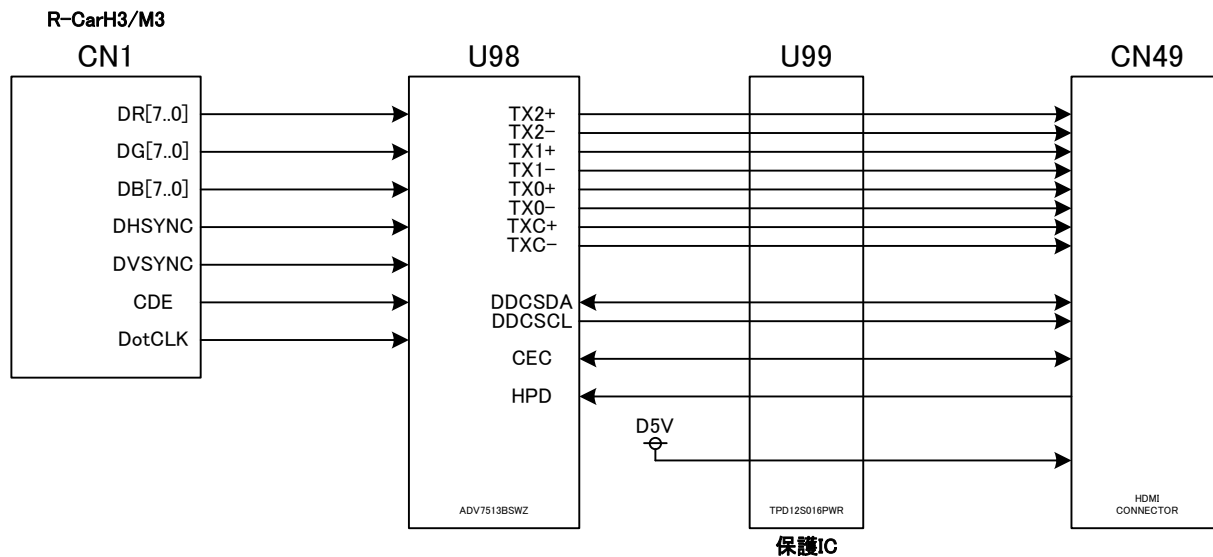 R-CarH3/M3
CN1
U98
U99
CN49
DR[7..0]
DG[7..0]
DB[7..0]
DHSYNC
DVSYNC
CDE
DotCLK
TX2+
TX2-
TX1+
TX1-
TX0+
TX0-
TXC+
TXC-
DDCSDA
DDCSCL
CEC
HPD
D5V
ADV7513BSWZ
TPD12S016PWR
HDMI
CONNECTOR
保護IC